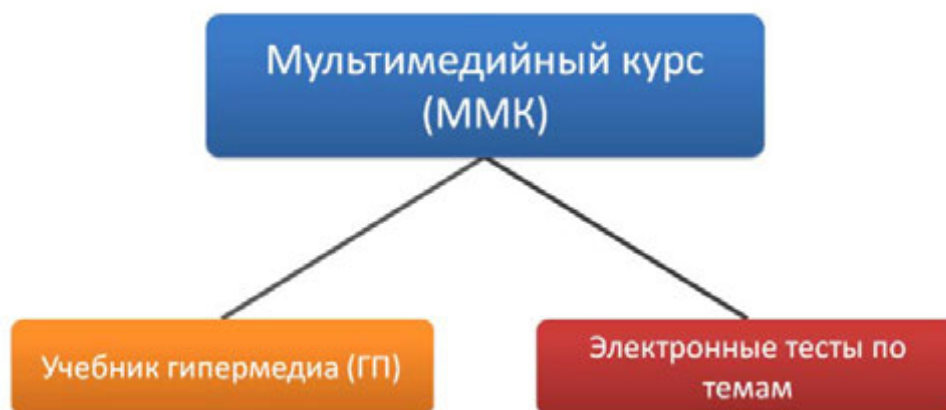 Мультимедийный курс
(ММК)
Учебник гипермедиа (ГП)
Электронные тесты по
темам